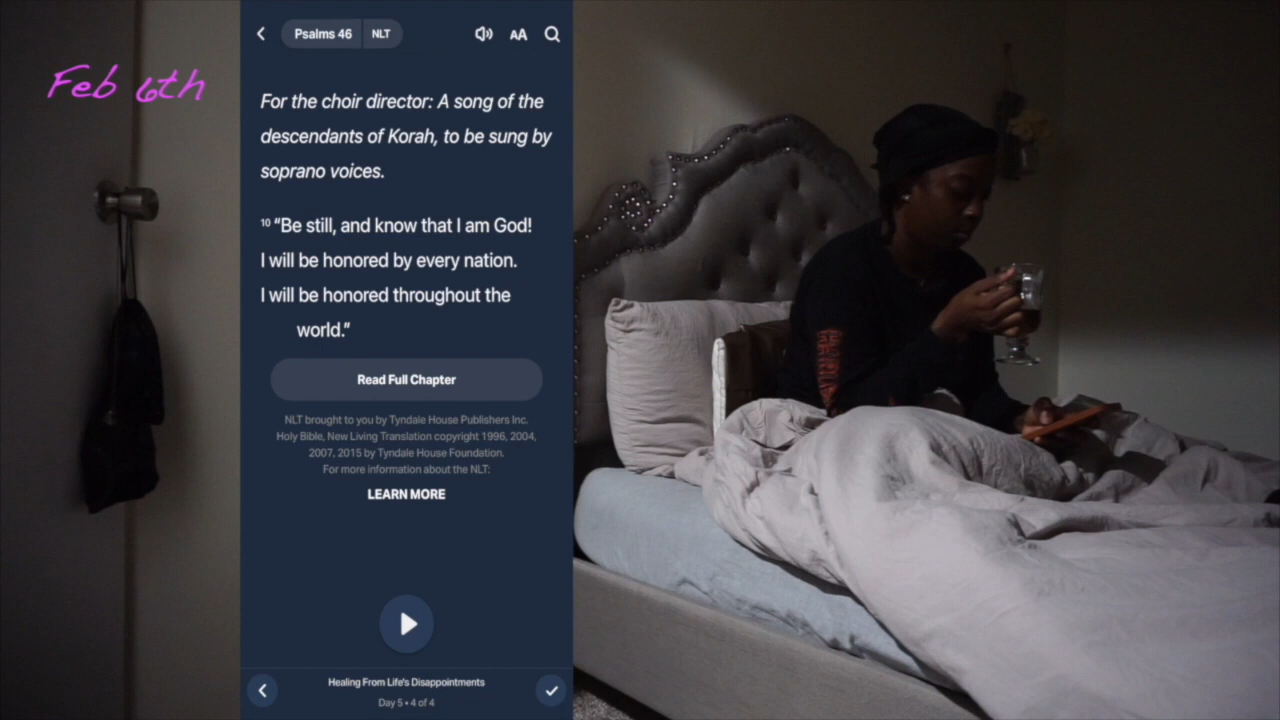 Feb 6th
Psalms 46 NLT
AA
For the choir director: A song of the
descendants of Korah, to be sung by
soprano voices.
10 “Be still, and know that I am God!
I will be honored by every nation.
I will be honored throughout the
world.”
Read Full Chapter
NLT brought to you by Tyndale House Publishers Inc.
Holy Bible, New Living Translation copyright 1996, 2004,
2007, 2015 by Tyndale House Foundation.
For more information about the NLT:
LEARN MORE
Healing From Life's Disappointments
Day 5 • 4 of 4